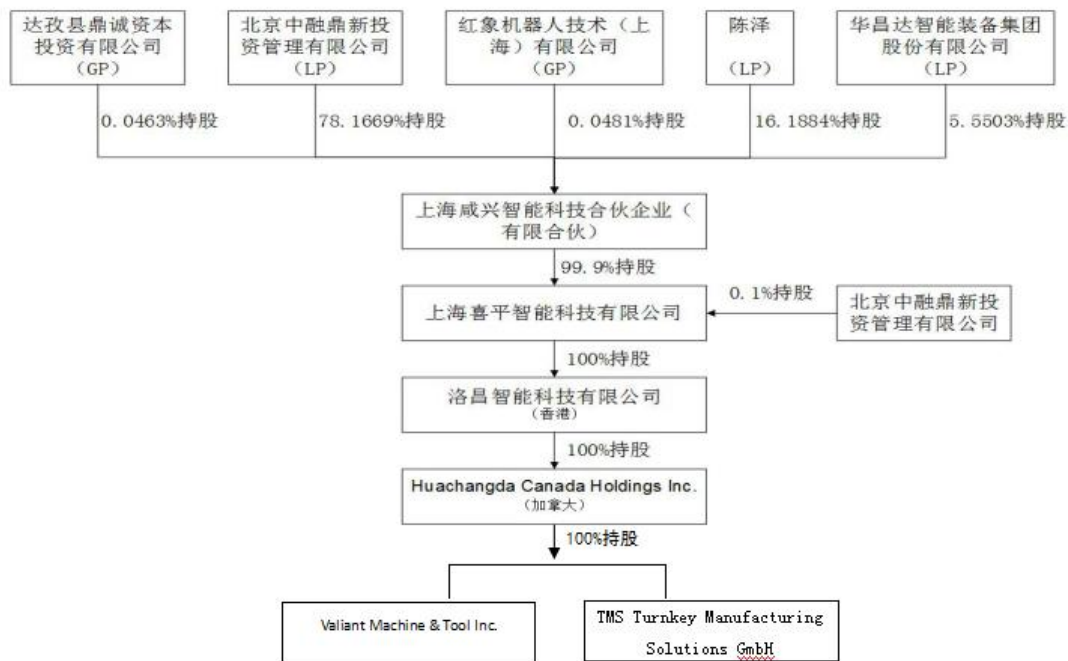 达孜县鼎诚资本
投资有限公司
（GP）
北京中融鼎新投
资管理有限公司
（LP）
红象机器人技术（上
海）有限公司
（GP）
陈泽
（LP）
华昌达智能装备集团
股份有限公司
（LP）
0.0463%持股
78.1669%持股
0.0481%持股
16.1884%持股
5.5503%持股
上海咸兴智能科技合伙企业（
有限合伙）
99.9%持股
上海喜平智能科技有限公司
0.1%持股
北京中融鼎新投
资管理有限公司
100%持股
洛昌智能科技有限公司
（香港）
100%持股
Huachangda Canada Holdings Inc.
（加拿大）
100%持股
Valiant Machine & Tool Inc.
TMS Turnkey Manufacturing
Solutions GmbH